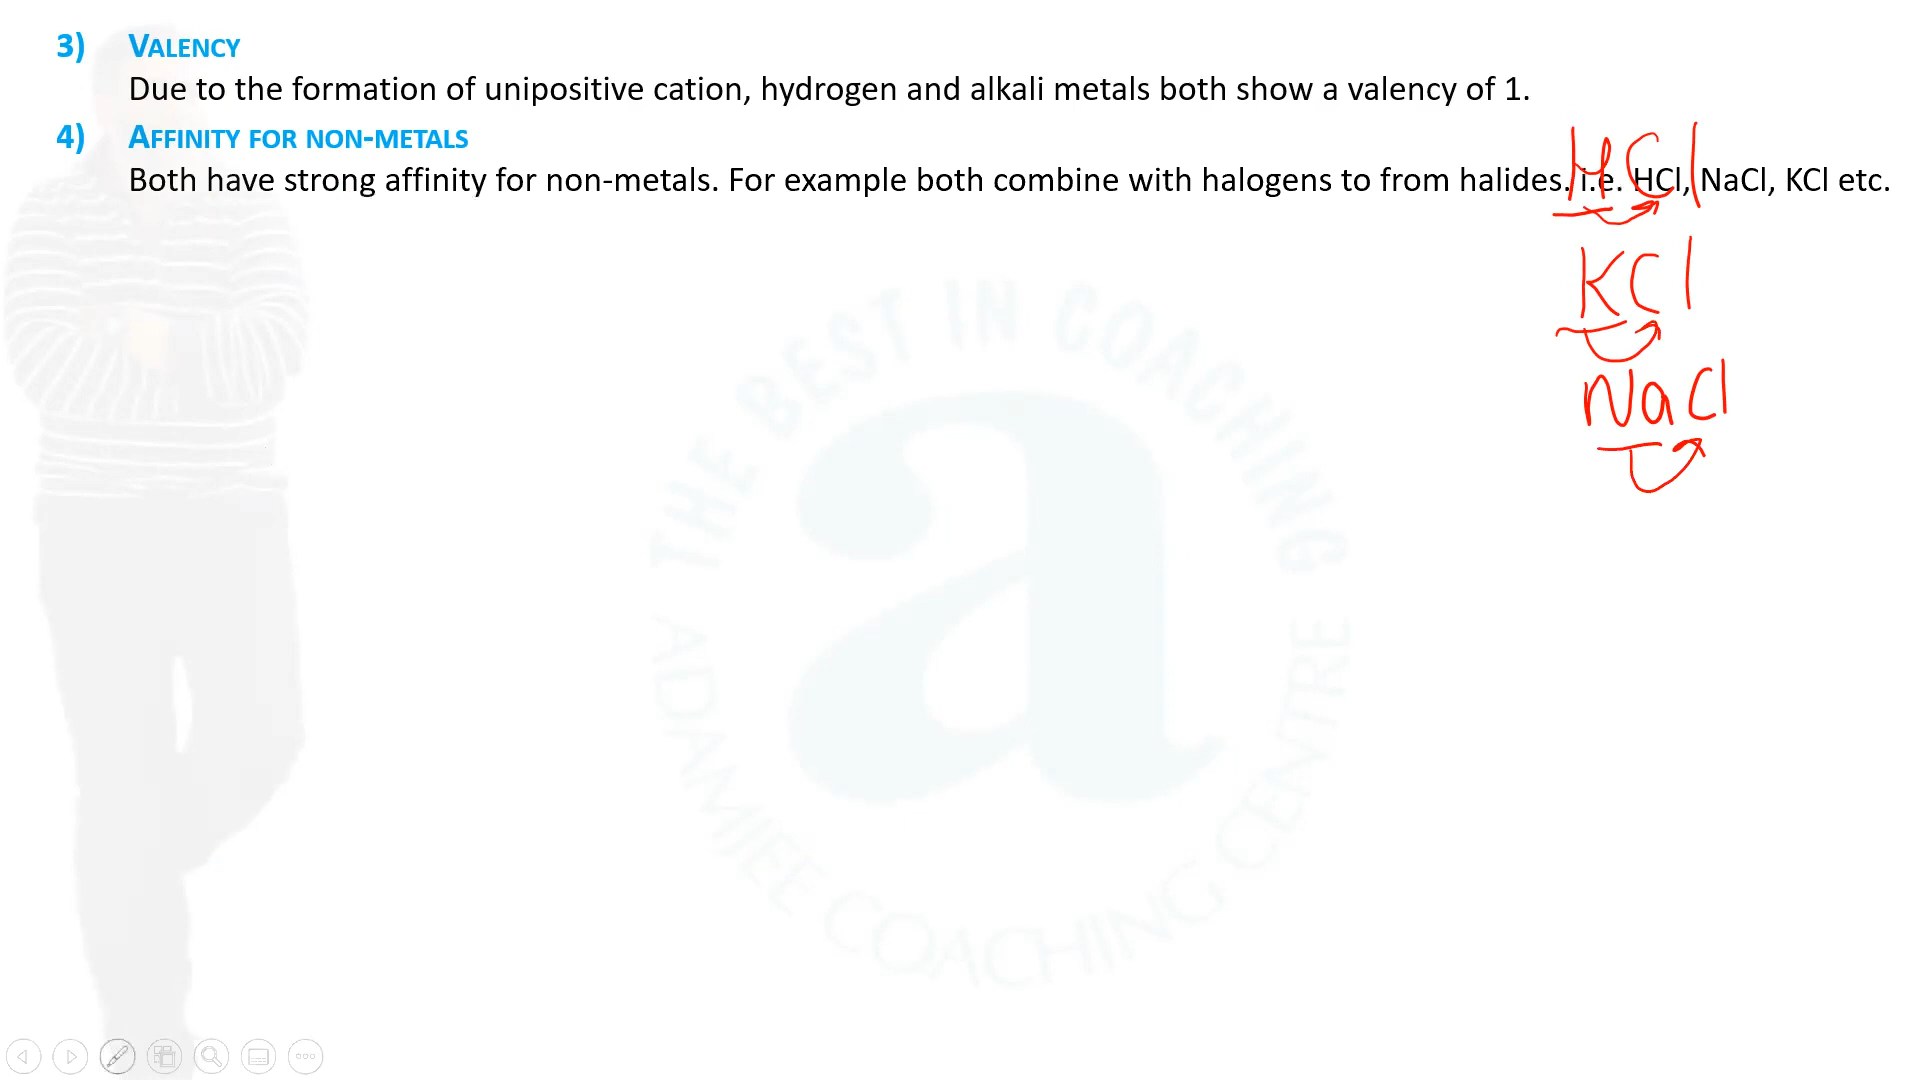 3) VALENCY
Due to the formation of unipositive cation, hydrogen and alkali metals both show a valency of 1.
4) AFFINITY FOR NON-METALS
Both have strong affinity for non-metals. For example both combine with halogens to from halides. i.e. HCl, NaCl, KCl etc.
HCl
KCl
NaCl
THE BEST IN COACHING
a
ADAMJEE COACHING CENTRE